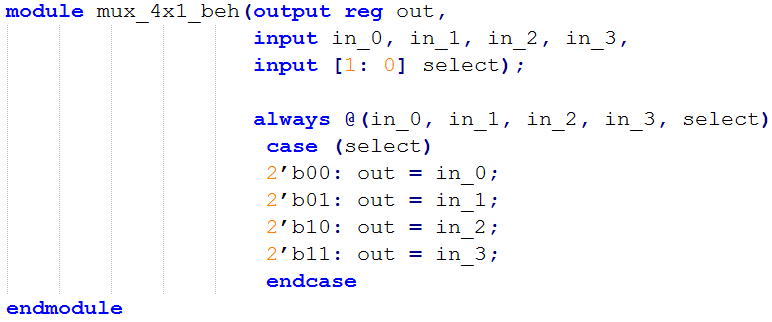 module mux_4x1_beh(output reg out,
input in_0, in_1, in_2, in_3,
input [1: 0] select);
always @(in_0, in_1, in_2, in_3, select)
case (select)
2’b00: out = in_0;
2’b01: out = in_1;
2’b10: out = in_2;
2’b11: out = in_3;
endcase
endmodule